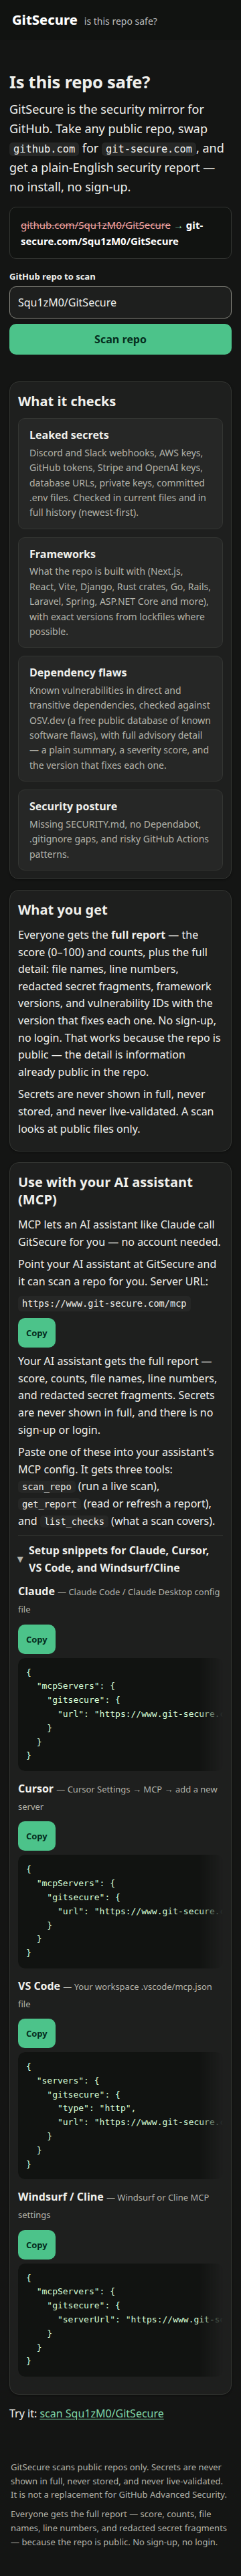 GitSecure is this repo safe?
Is this repo safe?
GitSecure is the security mirror for
GitHub. Take any public repo, swap
github.com for git-secure.com, and
get a plain-English security report —
no install, no sign-up.
github.com/Squ1zM0/GitSecure → git-
secure.com/Squ1zM0/GitSecure
GitHub repo to scan
Squ1zM0/GitSecure
Scan repo
What it checks
Leaked secrets
Discord and Slack webhooks, AWS keys,
GitHub tokens, Stripe and OpenAI keys,
database URLs, private keys, committed
.env files. Checked in current files and in
full history (newest-first).
Frameworks
What the repo is built with (Next.js,
React, Vite, Django, Rust crates, Go, Rails,
Laravel, Spring, ASP.NET Core and more),
with exact versions from lockfiles where
possible.
Dependency flaws
Known vulnerabilities in direct and
transitive dependencies, checked against
OSV.dev (a free public database of known
software flaws), with full advisory detail
— a plain summary, a severity score, and
the version that fixes each one.
Security posture
Missing SECURITY.md, no Dependabot,
.gitignore gaps, and risky GitHub Actions
patterns.
What you get
Everyone gets the full report — the
score (0–100) and counts, plus the full
detail: file names, line numbers,
redacted secret fragments, framework
versions, and vulnerability IDs with the
version that fixes each one. No sign-up,
no login. That works because the repo is
public — the detail is information
already public in the repo.
Secrets are never shown in full, never
stored, and never live-validated. A scan
looks at public files only.
Use with your AI assistant
(MCP)
MCP lets an AI assistant like Claude call
GitSecure for you — no account needed.
Point your AI assistant at GitSecure and
it can scan a repo for you. Server URL:
https://www.git-secure.com/mcp
Copy
Your AI assistant gets the full report —
score, counts, file names, line numbers,
and redacted secret fragments. Secrets
are never shown in full, and there is no
sign-up or login.
Paste one of these into your assistant's
MCP config. It gets three tools:
scan_repo (run a live scan),
get_report (read or refresh a report),
and list_checks (what a scan covers).
▼ Setup snippets for Claude, Cursor,
VS Code, and Windsurf/Cline
Claude — Claude Code / Claude Desktop config
file
Copy
{
"mcpServers": {
"gitsecure": {
"url": "https://www.git-secure.
}
}
}
Cursor — Cursor Settings → MCP → add a new
server
Copy
{
"mcpServers": {
"gitsecure": {
"url": "https://www.git-secure.
}
}
}
VS Code — Your workspace .vscode/mcp.json
file
Copy
{
"servers": {
"gitsecure": {
"type": "http",
"url": "https://www.git-secure.
}
}
}
Windsurf / Cline — Windsurf or Cline MCP
settings
Copy
{
"mcpServers": {
"gitsecure": {
"serverUrl": "https://www.git-s
}
}
}
Try it: scan Squ1zM0/GitSecure
GitSecure scans public repos only. Secrets are never
shown in full, never stored, and never live-validated.
It is not a replacement for GitHub Advanced Security.
Everyone gets the full report — score, counts, file
names, line numbers, and redacted secret fragments
— because the repo is public. No sign-up, no login.